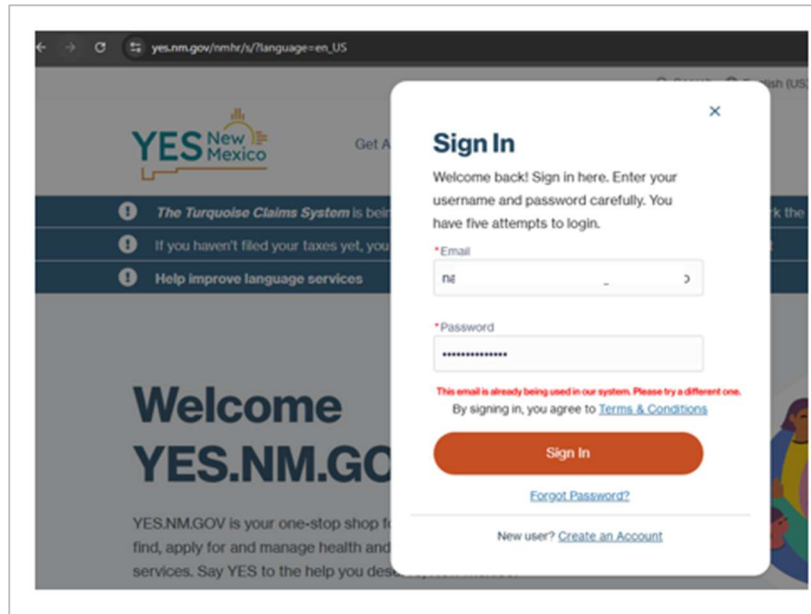 yes.nm.gov/nmhr/s/?language=en_US
YES New Mexico
Get A
Sign In
Welcome back! Sign in here. Enter your
username and password carefully. You
have five attempts to login.
*Email
*Password
This email is already being used in our system. Please try a different one.
By signing in, you agree to Terms & Conditions
Sign In
Forgot Password?
New user? Create an Account
The Turquoise Claims System is
rk the
If you haven't filed your taxes yet, you
Help improve language services
Welcome
YES.NM.GO
YES.NM.GOV is your one-stop shop
find, apply for and manage health and
services. Say YES to the help you